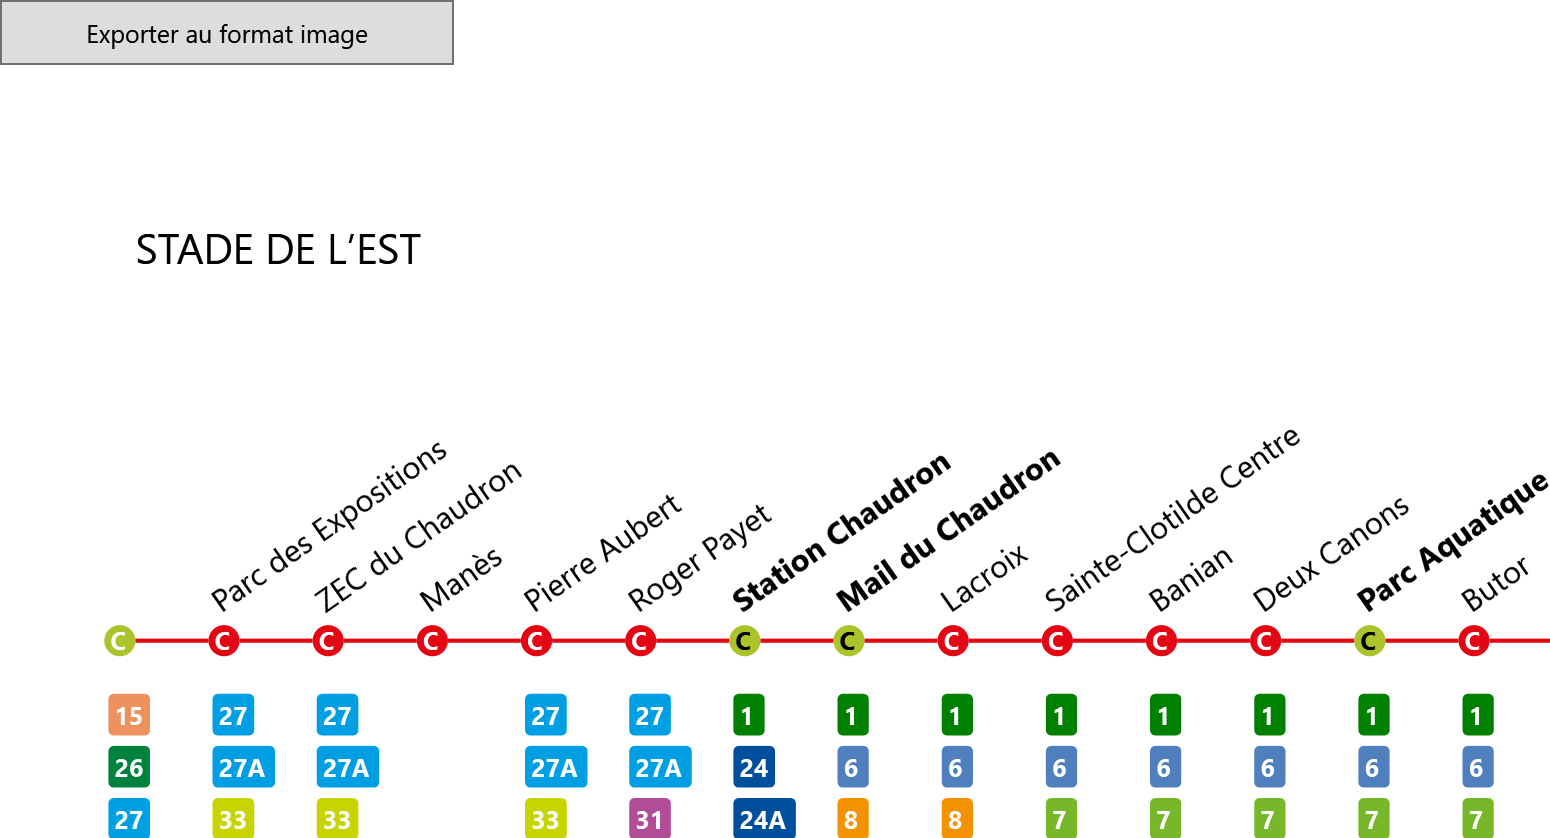 Exporter au format image
STADE DE L’EST
Parc des Expositions
ZEC du Chaudron
Manès
Pierre Aubert
Roger Payet
Station Chaudron
Mail du Chaudron
Lacroix
Sainte-Clotilde Centre
Banian
Deux Canons
Parc Aquatique
Butor
C C C C C C C C C C C C C C
15 27 27 27 27 1 1 1 1 1 1 1 1
26 27A 27A 27A 27A 24 6 6 6 6 6 6 6
27 33 33 33 31 24A 8 8 7 7 7 7 7